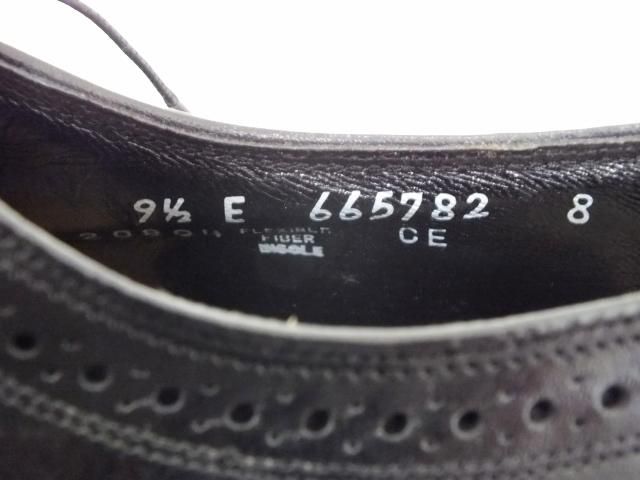 9½ E 665782 8
FLEXIBLE CE
FIBER
INSOLE